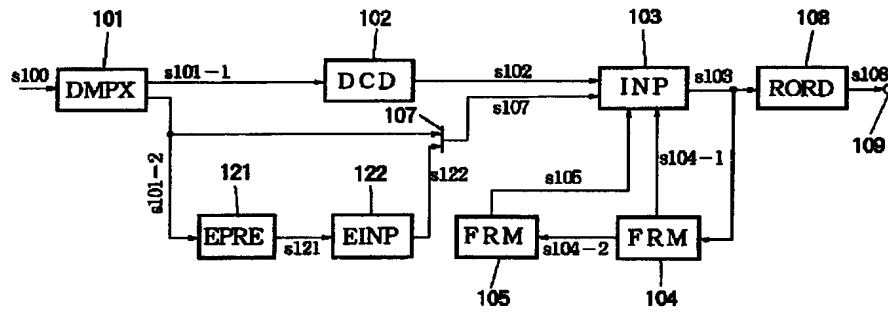 101
102
103
108
s100
DMPX
s101-1
DCD
s102
INP
s103
RORD
s108
107
s107
109
s101-2
121
122
s122
s105
s104-1
EPRE
s121
EINP
FRM
s104-2
FRM
105
104